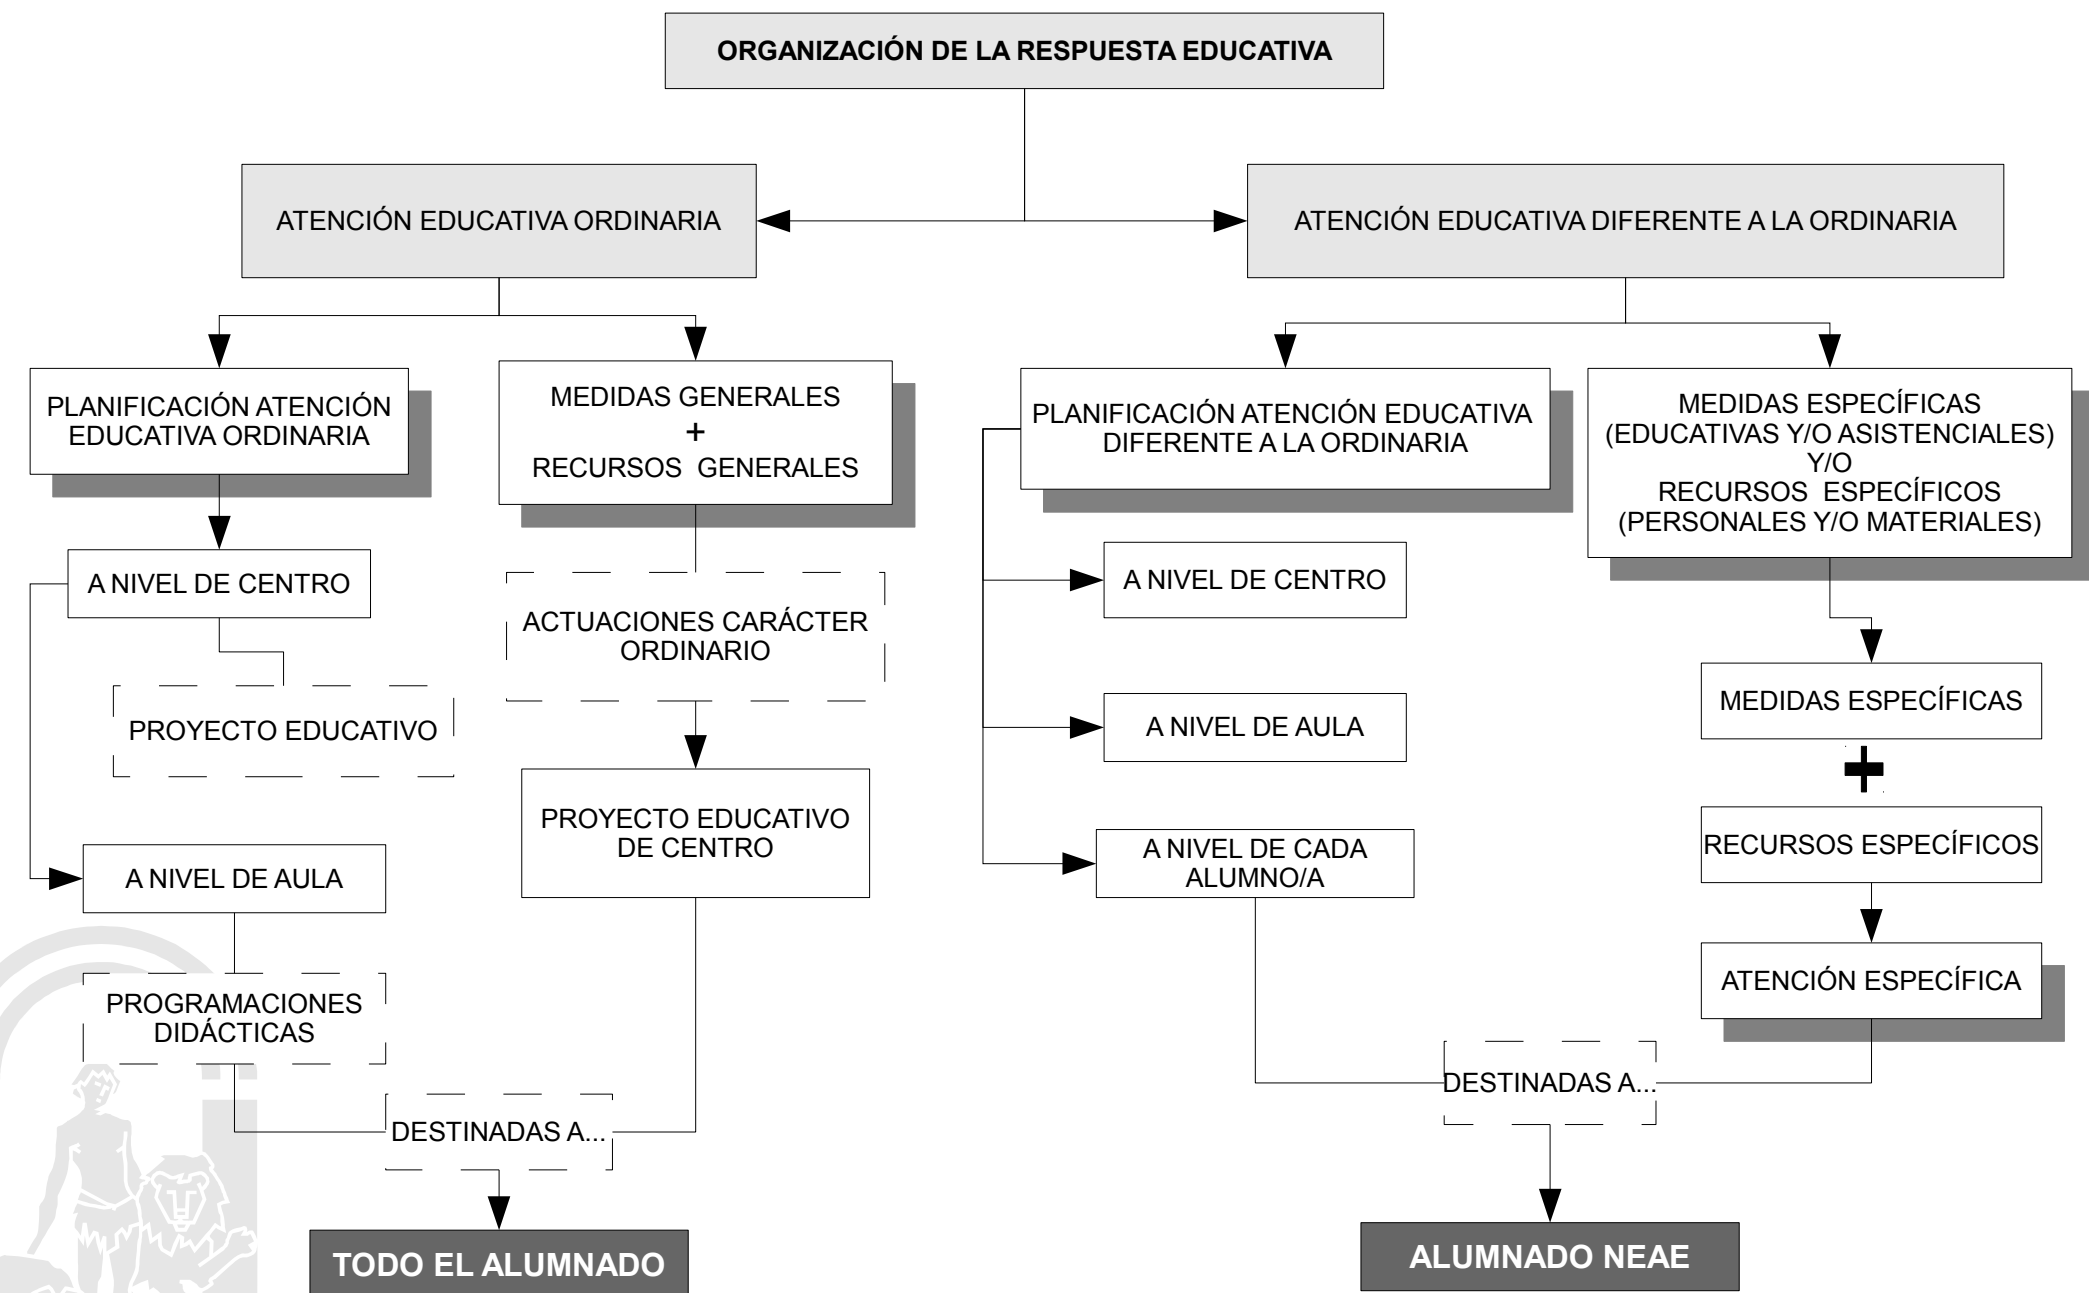 ORGANIZACIÓN DE LA RESPUESTA EDUCATIVA
ATENCIÓN EDUCATIVA ORDINARIA
ATENCIÓN EDUCATIVA DIFERENTE A LA ORDINARIA
PLANIFICACIÓN ATENCIÓN
EDUCATIVA ORDINARIA
MEDIDAS GENERALES
+
RECURSOS GENERALES
PLANIFICACIÓN ATENCIÓN EDUCATIVA
DIFERENTE A LA ORDINARIA
MEDIDAS ESPECÍFICAS
(EDUCATIVAS Y/O ASISTENCIALES)
Y/O
RECURSOS ESPECÍFICOS
(PERSONALES Y/O MATERIALES)
A NIVEL DE CENTRO
ACTUACIONES CARÁCTER
ORDINARIO
A NIVEL DE CENTRO
PROYECTO EDUCATIVO
A NIVEL DE AULA
MEDIDAS ESPECÍFICAS
+
PROYECTO EDUCATIVO
DE CENTRO
A NIVEL DE CADA
ALUMNO/A
RECURSOS ESPECÍFICOS
A NIVEL DE AULA
ATENCIÓN ESPECÍFICA
PROGRAMACIONES
DIDÁCTICAS
DESTINADAS A...
DESTINADAS A...
TODO EL ALUMNADO
ALUMNADO NEAE